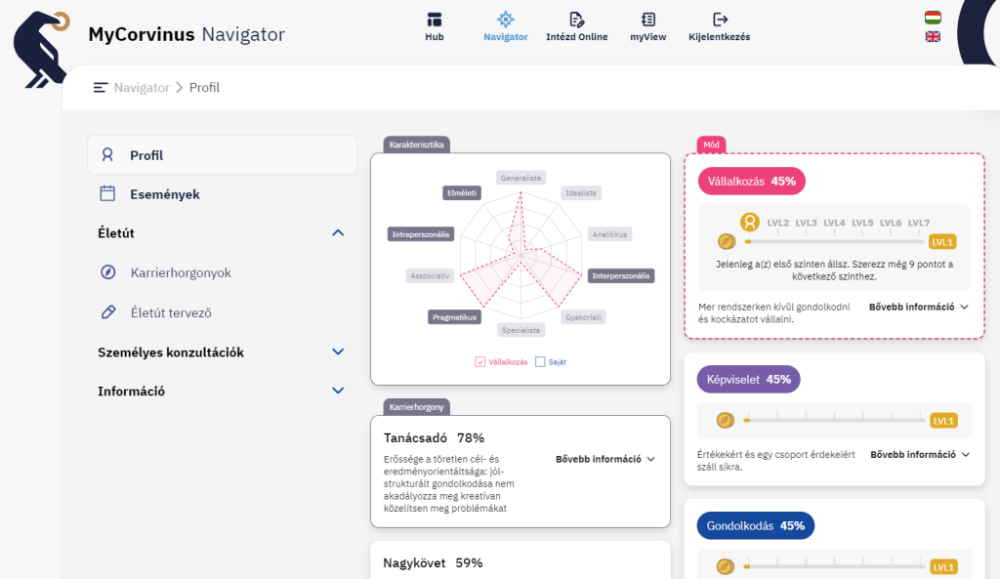 MyCorvinus Navigator
Hub
Navigator
Intézd Online
myView
Kijelentkezés
Navigator
Profil
Profil
Események
Életút
Karrierhorgonyok
Életút tervező
Személyes konzultációk
Információ
Karakterisztika
Generalista
Elméleti
Idealista
Intraperszonális
Analitikus
Asszociatív
Interperszonális
Pragmatikus
Gyakorlati
Specialista
Vállalkozás
Saját
Karrierhorgony
Tanácsadó 78%
Erőssége a töretlen cél- és
eredményorientáltsága: jól-
strukturált gondolkodása nem
akadályozza meg kreatívan
közelítsen meg problémákat
Bővebb információ
Nagykövet 59%
Mód
Vállalkozás 45%
LVL2 LVL3 LVL4 LVL5 LVL6 LVL7
LVL1
Jelenleg a(z) első szinten állsz. Szerezz még 9 pontot a
következő szinthez.
Mer rendszerken kívül gondolkodni
és kockázatot vállalni.
Bővebb információ
Képviselet 45%
LVL1
Értékekért és egy csoport érdekeiért
száll síkra.
Bővebb információ
Gondolkodás 45%
LVL1